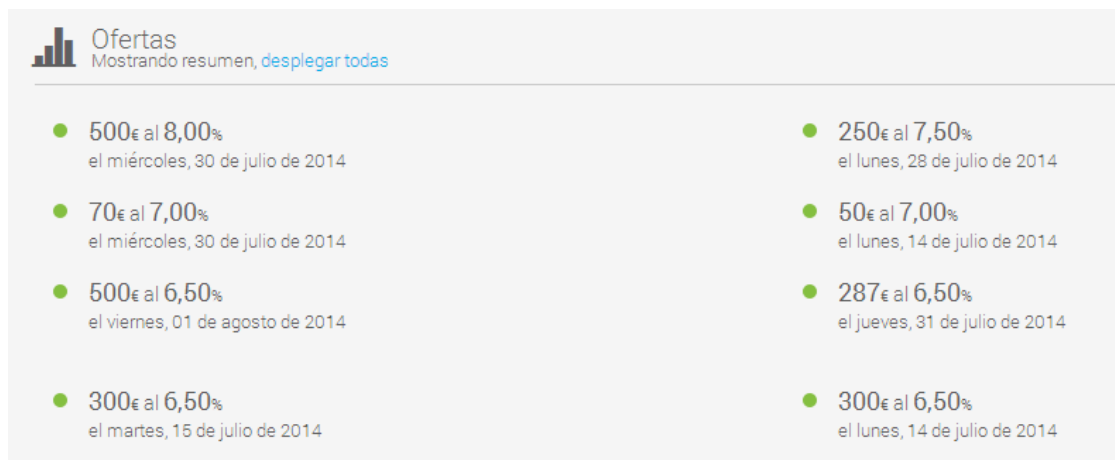 Ofertas
Mostrando resumen, desplegar todas
500€ al 8,00%
el miércoles, 30 de julio de 2014
250€ al 7,50%
el lunes, 28 de julio de 2014
70€ al 7,00%
el miércoles, 30 de julio de 2014
50€ al 7,00%
el lunes, 14 de julio de 2014
500€ al 6,50%
el viernes, 01 de agosto de 2014
287€ al 6,50%
el jueves, 31 de julio de 2014
300€ al 6,50%
el martes, 15 de julio de 2014
300€ al 6,50%
el lunes, 14 de julio de 2014